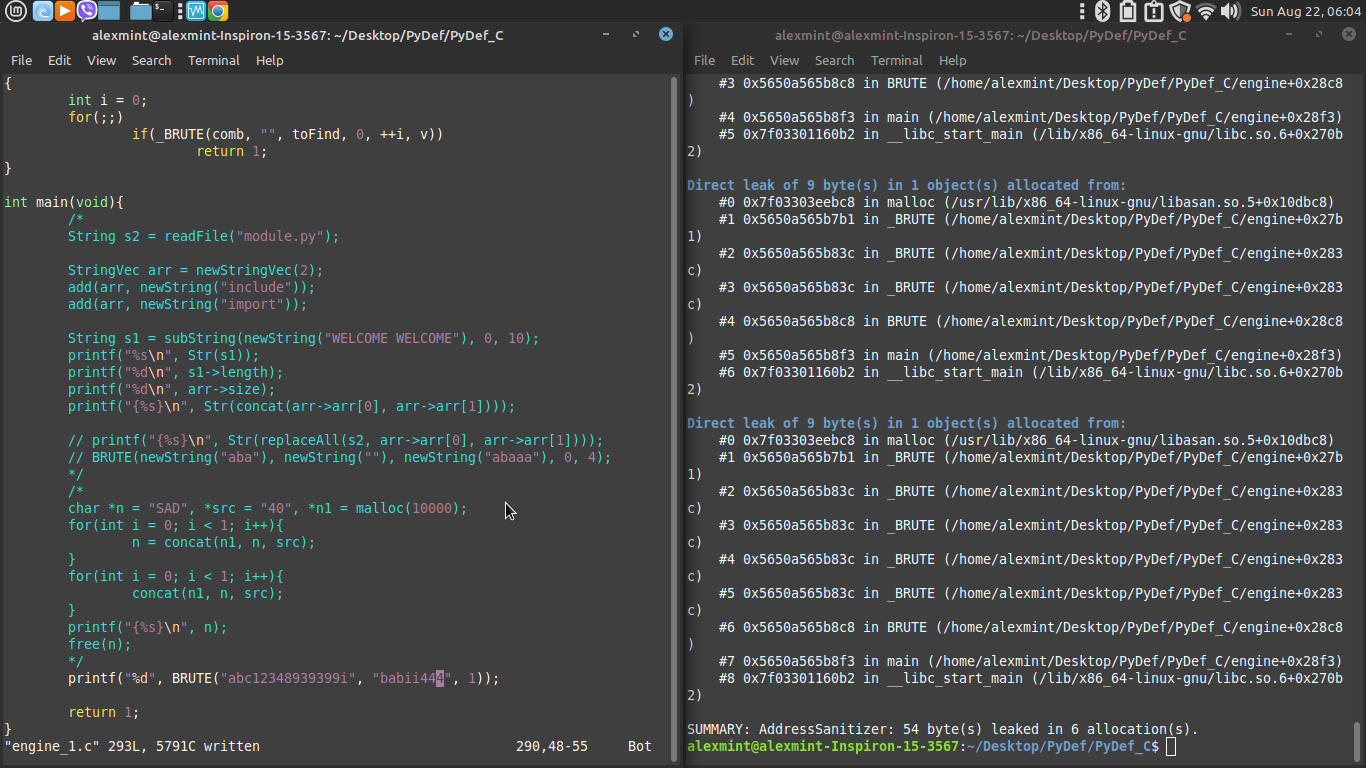 Sun Aug 22, 06:04
alexmint@alexmint-Inspiron-15-3567: ~/Desktop/PyDef/PyDef_C
File Edit View Search Terminal Help
{
int i = 0;
for(;;)
if(_BRUTE(comb, "", toFind, 0, ++i, v))
return 1;
}
int main(void){
/*
String s2 = readFile("module.py");
StringVec arr = newStringVec(2);
add(arr, newString("include"));
add(arr, newString("import"));
String s1 = subString(newString("WELCOME WELCOME"), 0, 10);
printf("%s\n", Str(s1));
printf("%d\n", s1->length);
printf("%d\n", arr->size);
printf("{%s}\n", Str(concat(arr->arr[0], arr->arr[1])));
// printf("{%s}\n", Str(replaceAll(s2, arr->arr[0], arr->arr[1])));
// BRUTE(newString("aba"), newString(""), newString("abaaa"), 0, 4);
*/
/*
char *n = "SAD", *src = "40", *n1 = malloc(10000);
for(int i = 0; i < 1; i++){
n = concat(n1, n, src);
}
for(int i = 0; i < 1; i++){
concat(n1, n, src);
}
printf("{%s}\n", n);
free(n);
*/
printf("%d", BRUTE("abc123489393​99i", "babii444", 1));
return 1;
}
"engine_1.c" 293L, 5791C written 290,48-55 Bot
alexmint@alexmint-Inspiron-15-3567: ~/Desktop/PyDef/PyDef_C
File Edit View Search Terminal Help
#3 0x5650a565b8c8 in BRUTE (/home/alexmint/Desktop/PyDef/PyDef_C/engine+0x28c8
)
#4 0x5650a565b8f3 in main (/home/alexmint/Desktop/PyDef/PyDef_C/engine+0x28f3)
#5 0x7f03301160b2 in __libc_start_main (/lib/x86_64-linux-gnu/libc.so.6+0x270b
2)
Direct leak of 9 byte(s) in 1 object(s) allocated from:
#0 0x7f03303eebc8 in malloc (/usr/lib/x86_64-linux-gnu/libasan.so.5+0x10dbc8)
#1 0x5650a565b7b1 in _BRUTE (/home/alexmint/Desktop/PyDef/PyDef_C/engine+0x27b
1)
#2 0x5650a565b83c in _BRUTE (/home/alexmint/Desktop/PyDef/PyDef_C/engine+0x283
c)
#3 0x5650a565b83c in _BRUTE (/home/alexmint/Desktop/PyDef/PyDef_C/engine+0x283
c)
#4 0x5650a565b8c8 in BRUTE (/home/alexmint/Desktop/PyDef/PyDef_C/engine+0x28c8
)
#5 0x5650a565b8f3 in main (/home/alexmint/Desktop/PyDef/PyDef_C/engine+0x28f3)
#6 0x7f03301160b2 in __libc_start_main (/lib/x86_64-linux-gnu/libc.so.6+0x270b
2)
Direct leak of 9 byte(s) in 1 object(s) allocated from:
#0 0x7f03303eebc8 in malloc (/usr/lib/x86_64-linux-gnu/libasan.so.5+0x10dbc8)
#1 0x5650a565b7b1 in _BRUTE (/home/alexmint/Desktop/PyDef/PyDef_C/engine+0x27b
1)
#2 0x5650a565b83c in _BRUTE (/home/alexmint/Desktop/PyDef/PyDef_C/engine+0x283
c)
#3 0x5650a565b83c in _BRUTE (/home/alexmint/Desktop/PyDef/PyDef_C/engine+0x283
c)
#4 0x5650a565b83c in _BRUTE (/home/alexmint/Desktop/PyDef/PyDef_C/engine+0x283
c)
#5 0x5650a565b83c in _BRUTE (/home/alexmint/Desktop/PyDef/PyDef_C/engine+0x283
c)
#6 0x5650a565b8c8 in BRUTE (/home/alexmint/Desktop/PyDef/PyDef_C/engine+0x28c8
)
#7 0x5650a565b8f3 in main (/home/alexmint/Desktop/PyDef/PyDef_C/engine+0x28f3)
#8 0x7f03301160b2 in __libc_start_main (/lib/x86_64-linux-gnu/libc.so.6+0x270b
2)
SUMMARY: AddressSanitizer: 54 byte(s) leaked in 6 allocation(s).
alexmint@alexmint-Inspiron-15-3567:~/Desktop/PyDef/PyDef_C$